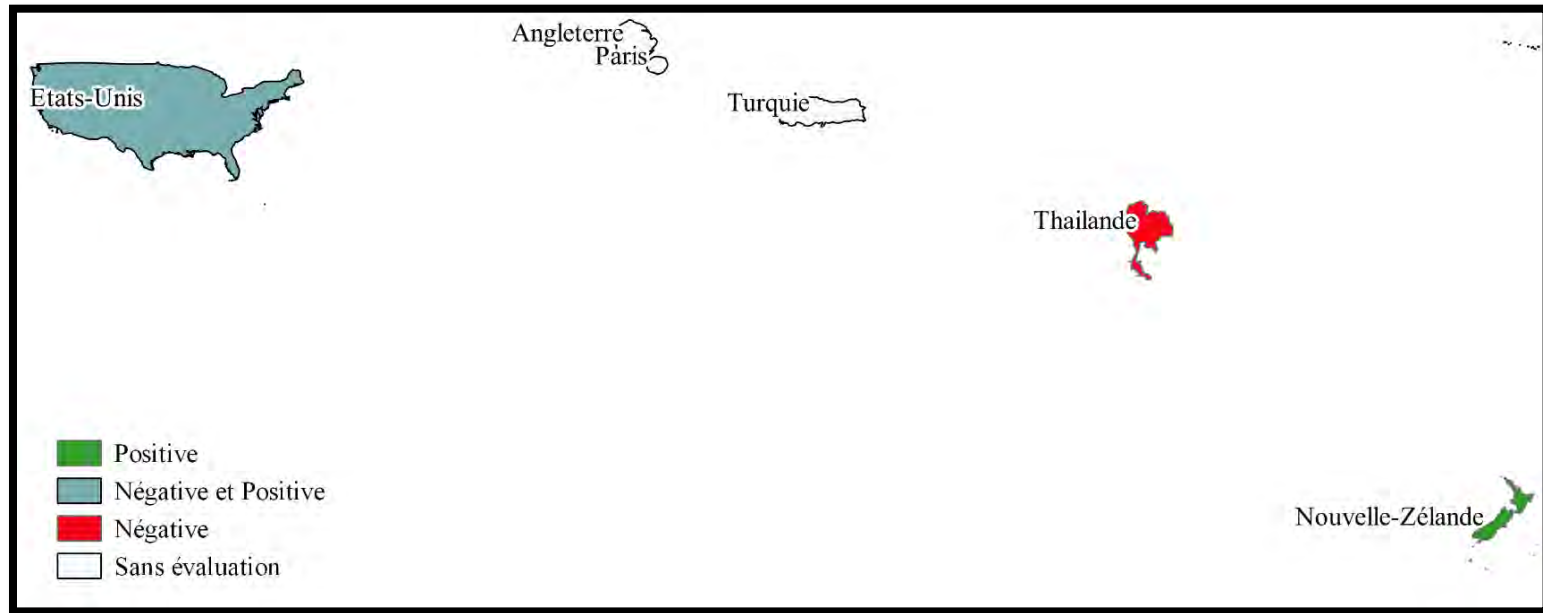 Angleterre
Paris
Etats-Unis
Turquie
Thailande
Positive
Négative et Positive
Négative
Sans évaluation
Nouvelle-Zélande